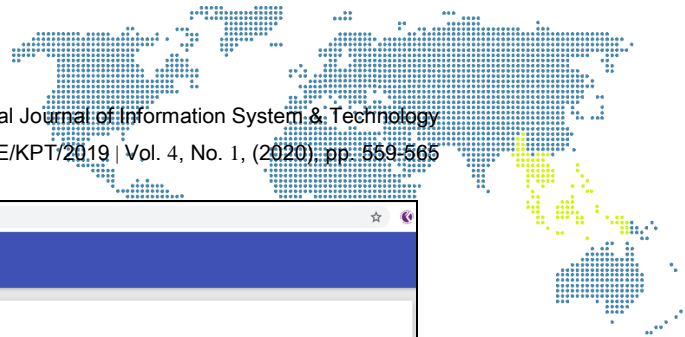 al Journal of Information System & Technology
E/KPT/2019 | Vol. 4, No. 1, (2020), pp. 559-565